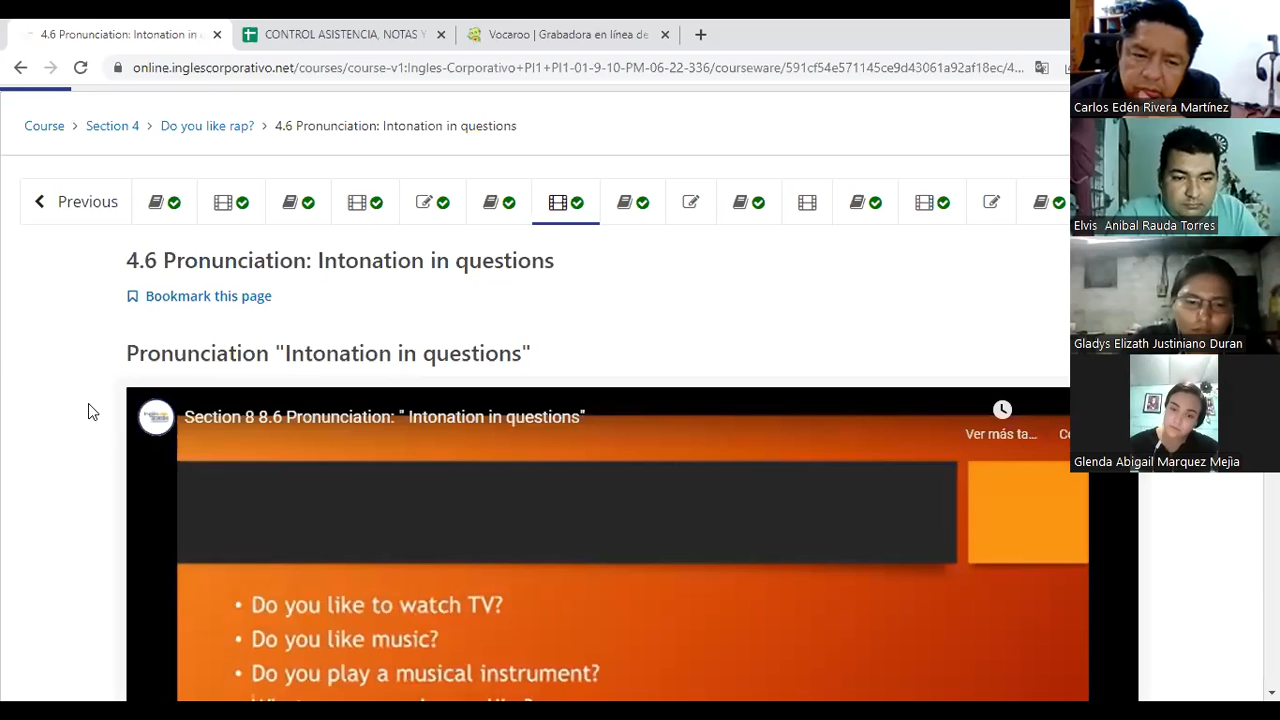 4.6 Pronunciation: Intonation in
CONTROL ASISTENCIA, NOTAS Y
Vocaroo | Grabadora en línea de
online.inglescorporativo.net/courses/course-v1:Ingles-Corporativo+PI1+PI1-01-9-10-PM-06-22-336/courseware/591cf54e571145ce9d43061a92af18ec/4...
Course > Section 4 > Do you like rap? > 4.6 Pronunciation: Intonation in questions
Previous
4.6 Pronunciation: Intonation in questions
Bookmark this page
Pronunciation "Intonation in questions"
Section 8 8.6 Pronunciation: " Intonation in questions"
Ver más ta...
• Do you like to watch TV?
• Do you like music?
• Do you play a musical instrument?
Carlos Edén Rivera Martínez
Elvis Anibal Rauda Torres
Gladys Elizath Justiniano Duran
Glenda Abigail Marquez Mejia